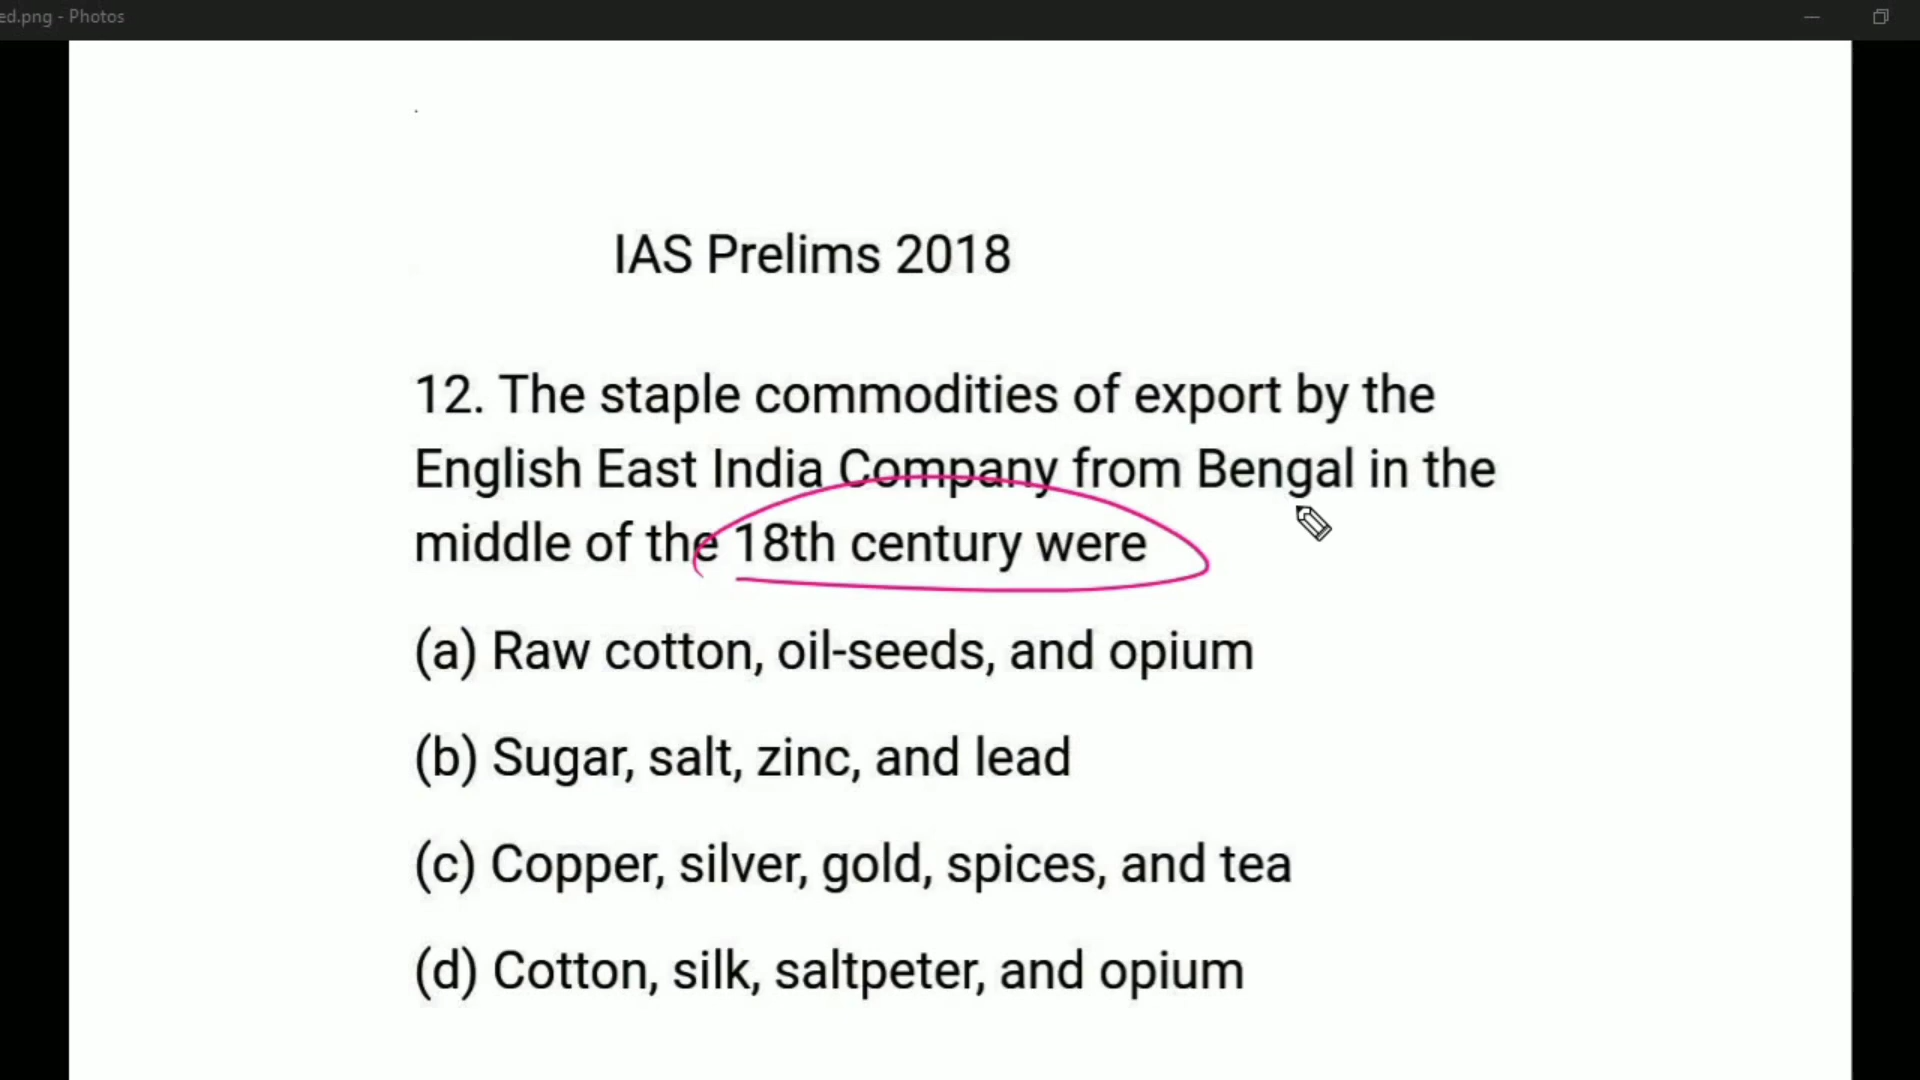 ed.png - Photos
IAS Prelims 2018
12. The staple commodities of export by the
English East India Company from Bengal in the
middle of the 18th century were
(a) Raw cotton, oil-seeds, and opium
(b) Sugar, salt, zinc, and lead
(c) Copper, silver, gold, spices, and tea
(d) Cotton, silk, saltpeter, and opium